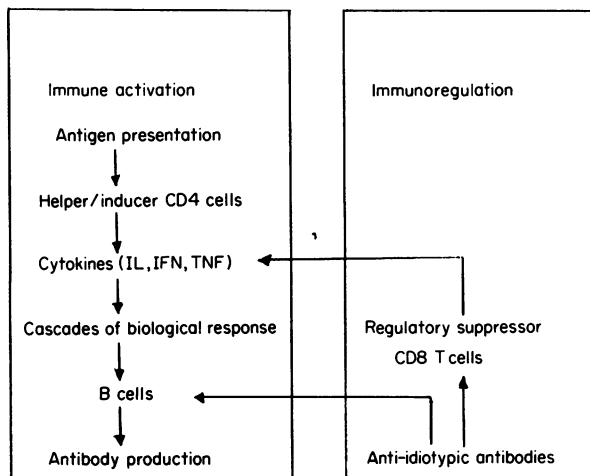 Immune activation
Antigen presentation
Helper/inducer CD4 cells
Cytokines (IL, IFN, TNF)
Cascades of biological response
B cells
Antibody production
Immunoregulation
Regulatory suppressor
CD8 T cells
Anti-idiotypic antibodies